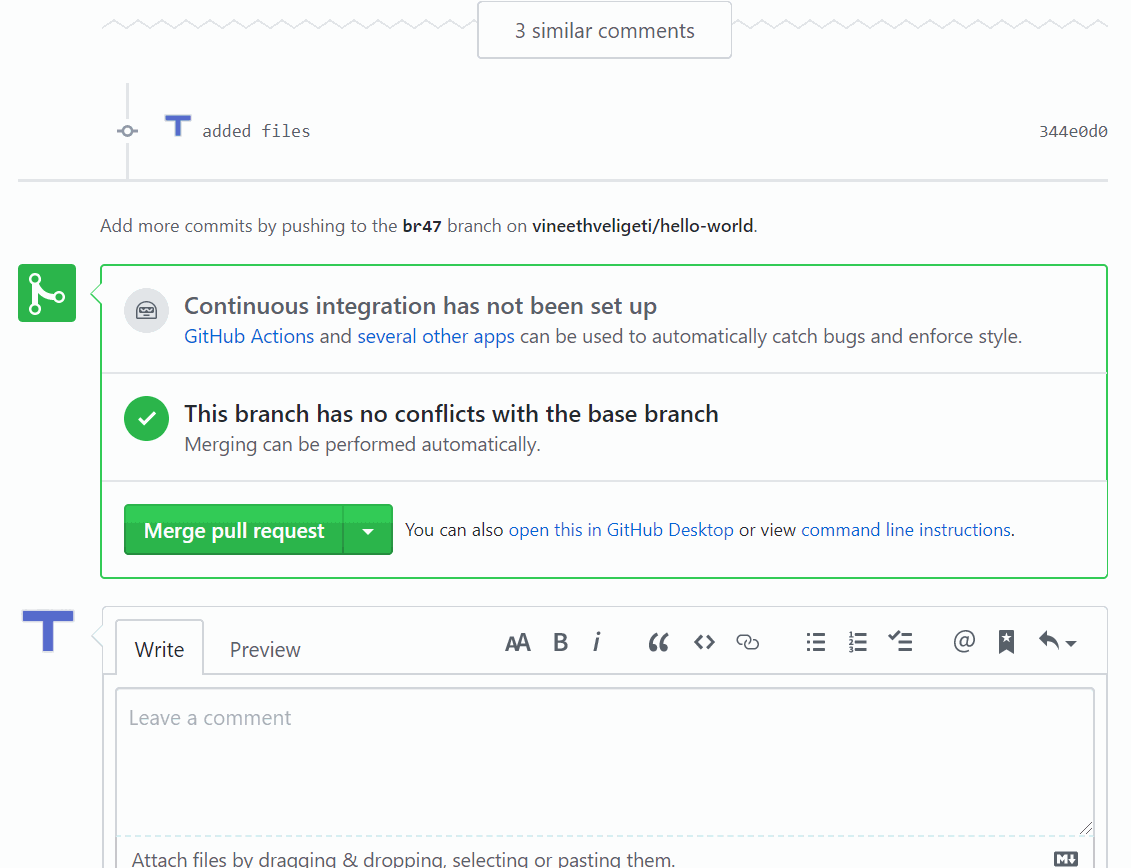 3 similar comments
T added files 344e0d0
Add more commits by pushing to the br47 branch on vineethveligeti/hello-world.
Continuous integration has not been set up
GitHub Actions and several other apps can be used to automatically catch bugs and enforce style.
This branch has no conflicts with the base branch
Merging can be performed automatically.
Merge pull request You can also open this in GitHub Desktop or view command line instructions.
T
Write Preview AA B i @
Leave a comment
Attach files by dragging & dropping, selecting or pasting them. M